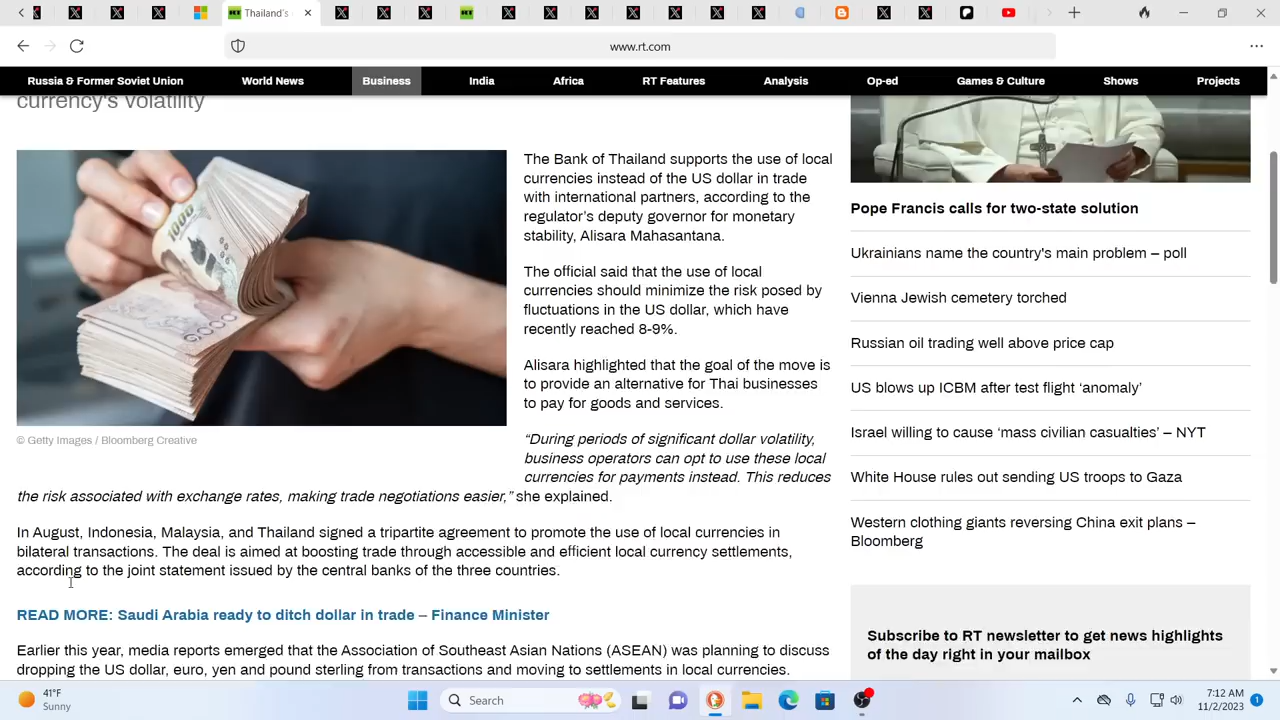 Thailand's
www.rt.com
Russia & Former Soviet Union
World News
Business
India
Africa
RT Features
Analysis
Op-ed
Games & Culture
Shows
Projects
currency's volatility
1000
The Bank of Thailand supports the use of local
currencies instead of the US dollar in trade
with international partners, according to the
regulator's deputy governor for monetary
stability, Alisara Mahasantana.
The official said that the use of local
currencies should minimize the risk posed by
fluctuations in the US dollar, which have
recently reached 8-9%.
Alisara highlighted that the goal of the move is
to provide an alternative for Thai businesses
to pay for goods and services.
© Getty Images / Bloomberg Creative
“During periods of significant dollar volatility,
business operators can opt to use these local
currencies for payments instead. This reduces
the risk associated with exchange rates, making trade negotiations easier,” she explained.
In August, Indonesia, Malaysia, and Thailand signed a tripartite agreement to promote the use of local currencies in
bilateral transactions. The deal is aimed at boosting trade through accessible and efficient local currency settlements,
according to the joint statement issued by the central banks of the three countries.
READ MORE: Saudi Arabia ready to ditch dollar in trade – Finance Minister
Earlier this year, media reports emerged that the Association of Southeast Asian Nations (ASEAN) was planning to discuss
dropping the US dollar, euro, yen and pound sterling from transactions and moving to settlements in local currencies.
Pope Francis calls for two-state solution
Ukrainians name the country's main problem – poll
Vienna Jewish cemetery torched
Russian oil trading well above price cap
US blows up ICBM after test flight ‘anomaly’
Israel willing to cause ‘mass civilian casualties’ – NYT
White House rules out sending US troops to Gaza
Western clothing giants reversing China exit plans –
Bloomberg
Subscribe to RT newsletter to get news highlights
of the day right in your mailbox
41°F
Sunny
Search
7:12 AM
11/2/2023
1